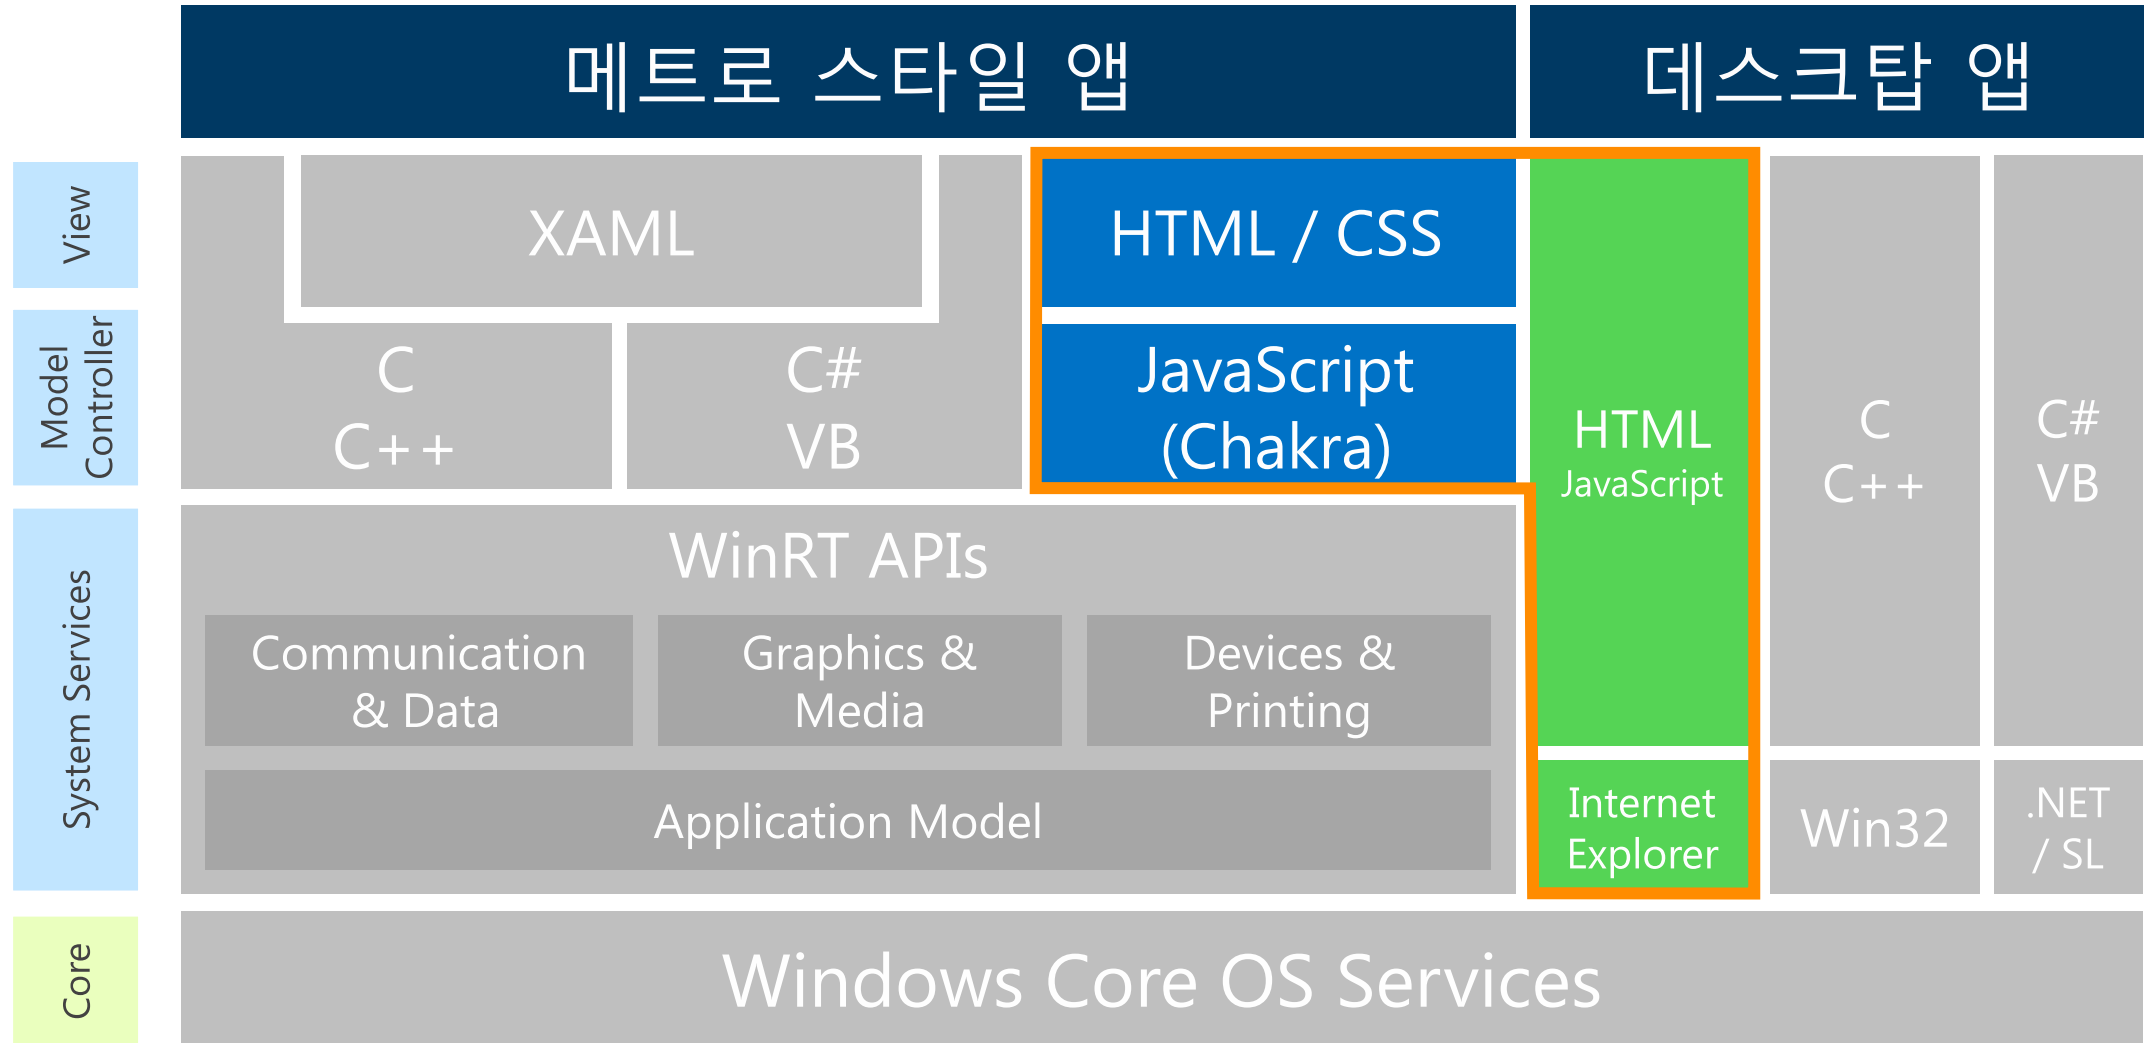 메트로 스타일 앱
데스크탑 앱
View
XAML
HTML / CSS
Model
Controller
C
C++
C#
VB
JavaScript
(Chakra)
HTML
JavaScript
C
C++
C#
VB
System Services
WinRT APIs
Communication
& Data
Graphics &
Media
Devices &
Printing
Application Model
Internet
Explorer
Win32
.NET
/ SL
Core
Windows Core OS Services